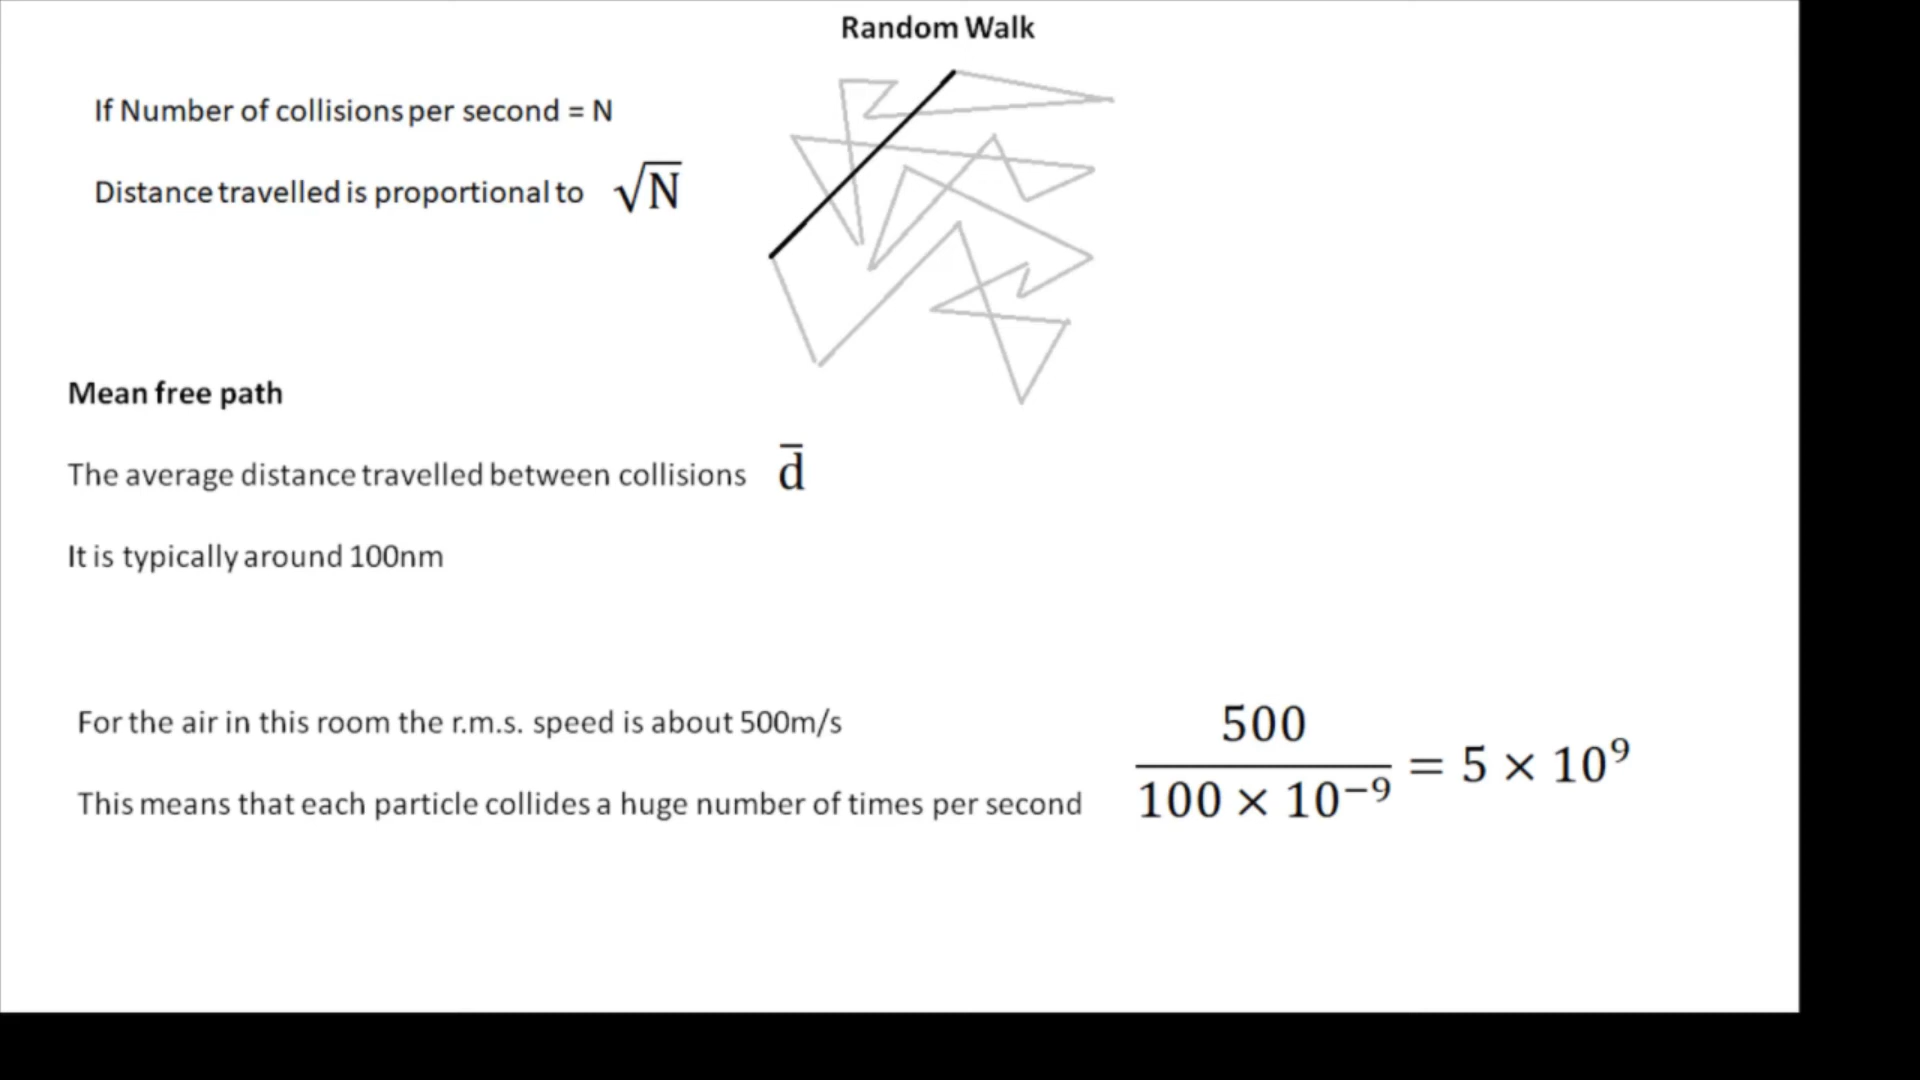 Random Walk
If Number of collisions per second = N
Distance travelled is proportional to √N
Mean free path
The average distance travelled between collisions d̅
It is typically around 100nm
For the air in this room the r.m.s. speed is about 500m/s
This means that each particle collides a huge number of times per second
500
100 × 10⁻⁹ = 5 × 10⁹